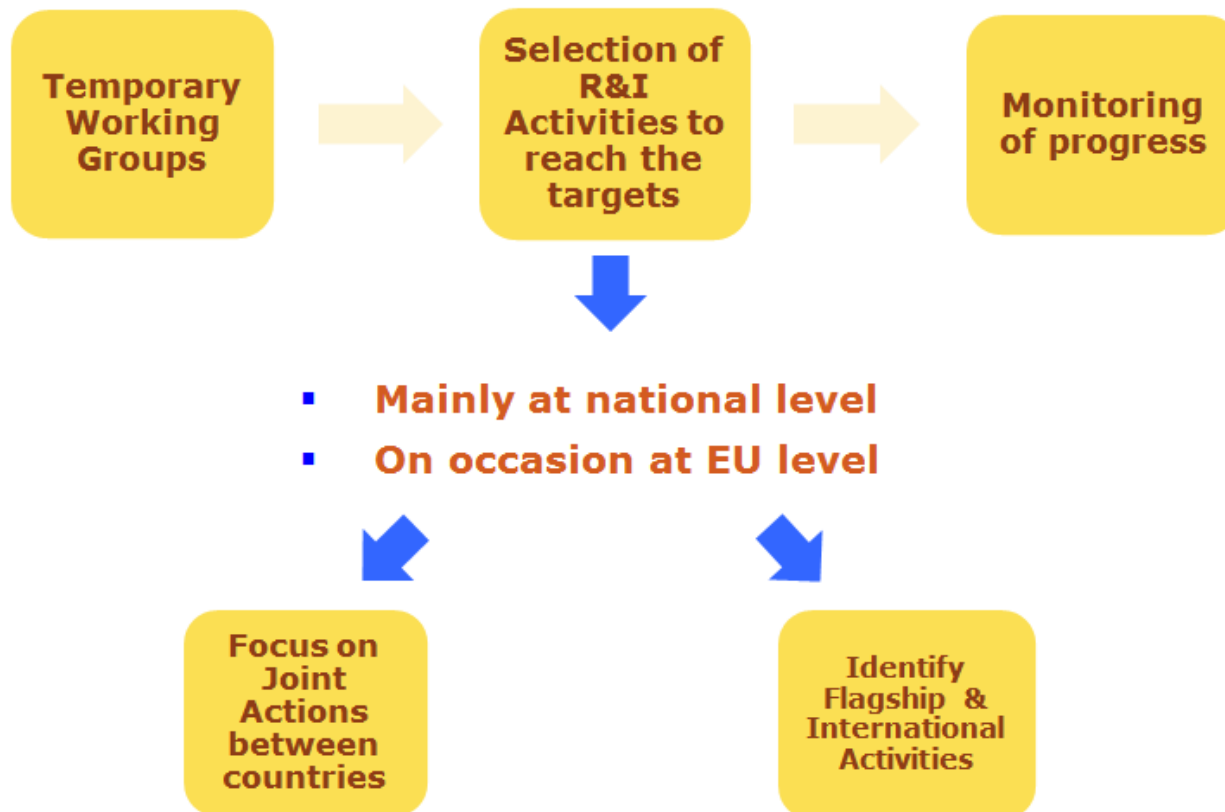 Temporary
Working
Groups
Selection of
R&I
Activities to
reach the
targets
Monitoring
of progress
▪ Mainly at national level
▪ On occasion at EU level
Focus on
Joint
Actions
between
countries
Identify
Flagship &
International
Activities